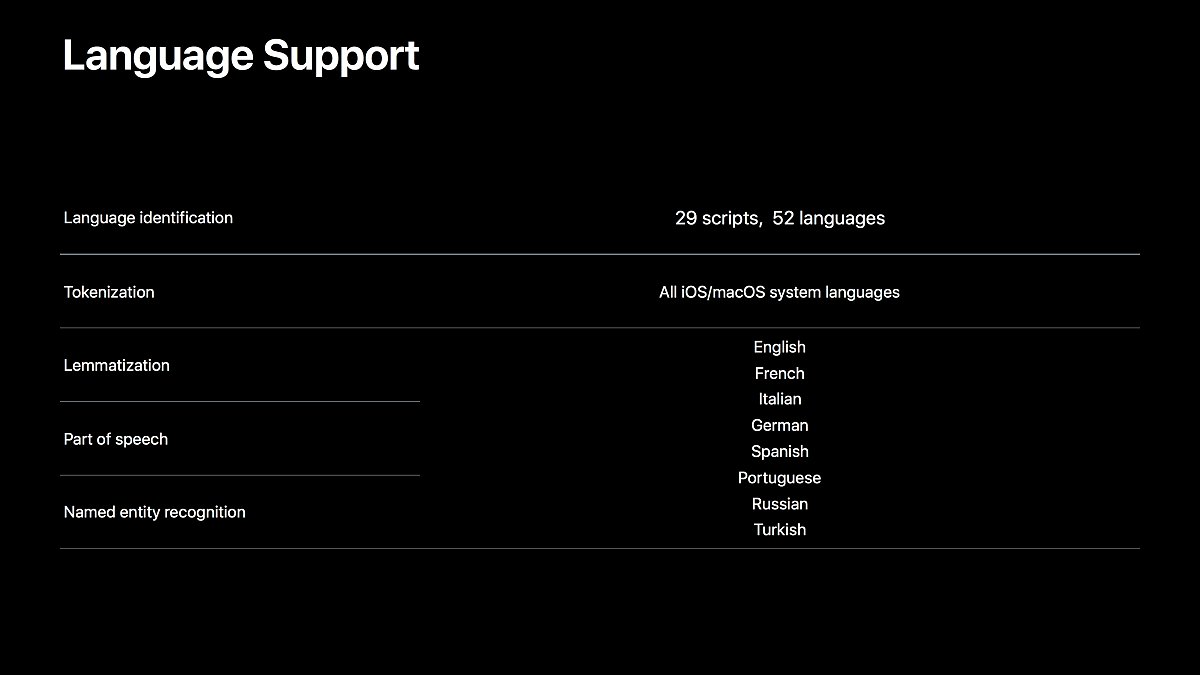 Language Support
Language identification
29 scripts, 52 languages
Tokenization
All iOS/macOS system languages
Lemmatization
Part of speech
Named entity recognition
English
French
Italian
German
Spanish
Portuguese
Russian
Turkish